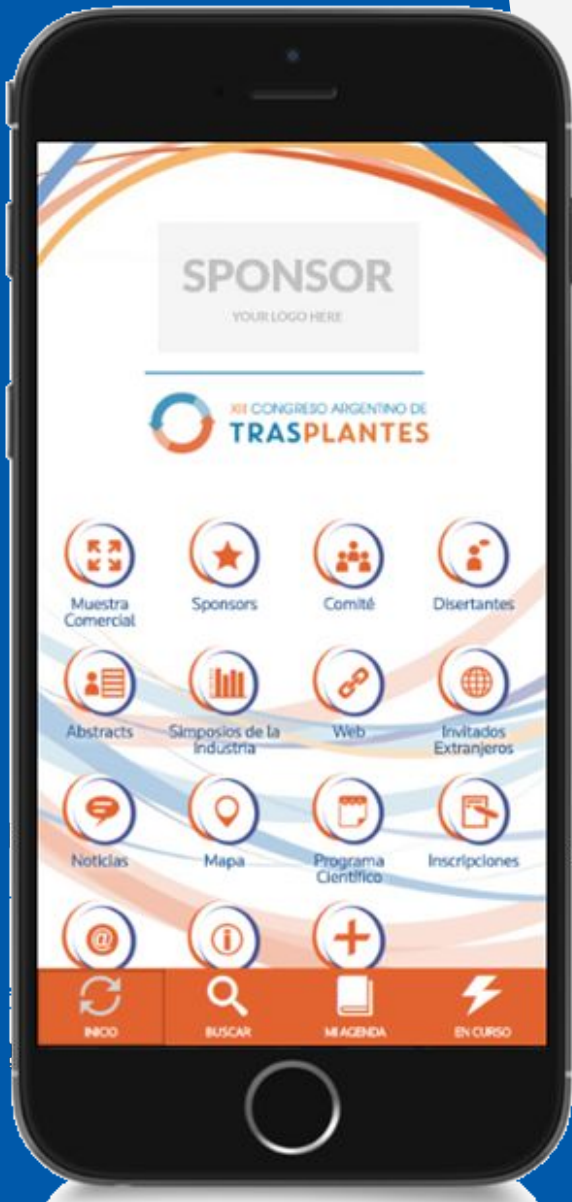 SPONSOR
YOUR LOGO HERE
XII CONGRESO ARGENTINO DE
TRASPLANTES
Muestra
Comercial
Sponsors
Comité
Disertantes
Abstracts
Simposios de la
Industria
Web
Invitados
Extranjeros
Noticias
Mapa
Programa
Científico
Inscripciones
INICIO
BUSCAR
MI AGENDA
EN CURSO